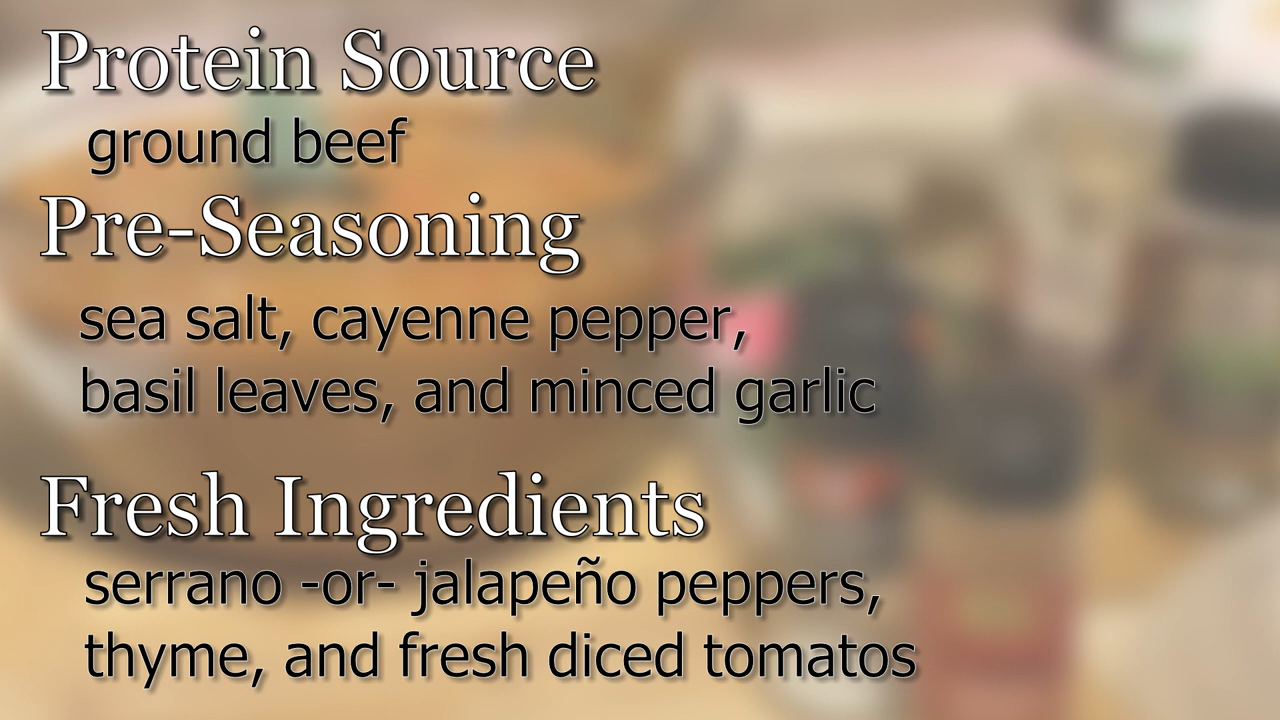 Protein Source
ground beef
Pre-Seasoning
sea salt, cayenne pepper,
basil leaves, and minced garlic
Fresh Ingredients
serrano -or- jalapeño peppers,
thyme, and fresh diced tomatos